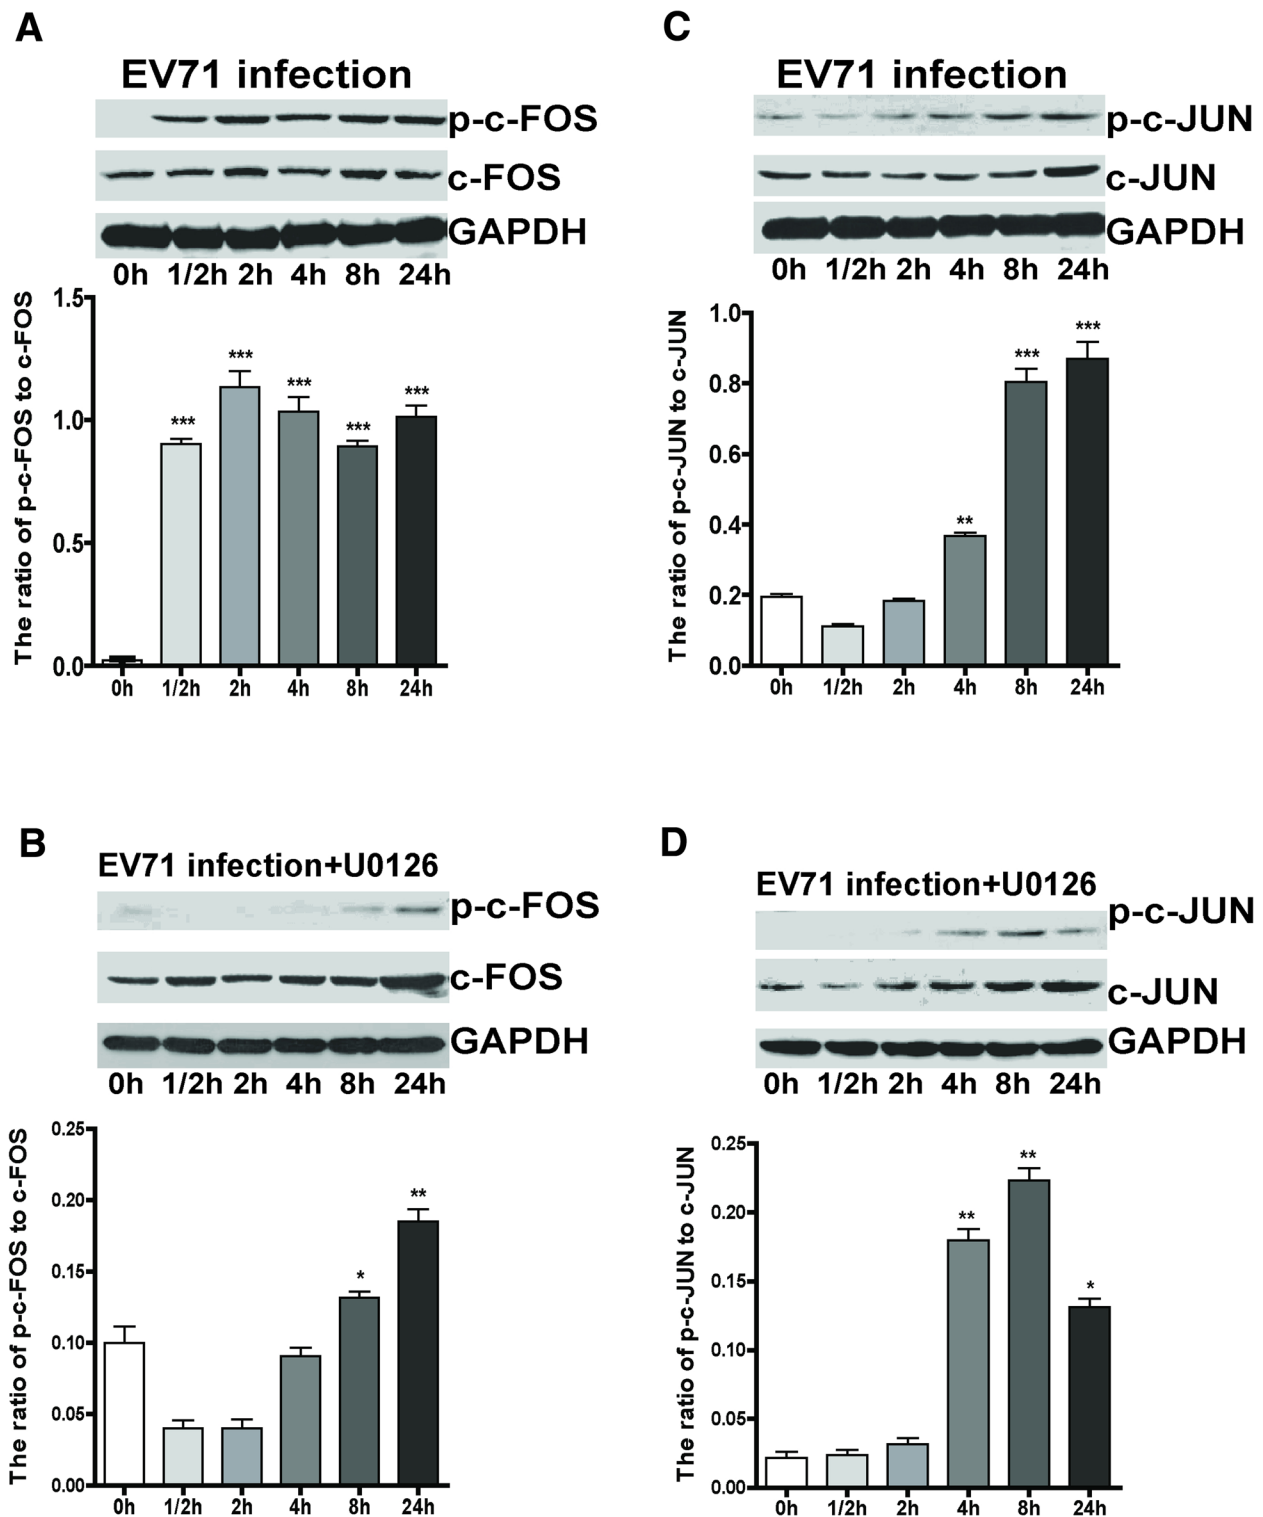 A
EV71 infection
p-c-FOS
c-FOS
GAPDH
0h 1/2h 2h 4h 8h 24h
The ratio of p-c-FOS to c-FOS
1.5
1.0
0.5
0.0
*** *** *** *** ***
0h 1/2h 2h 4h 8h 24h
C
EV71 infection
p-c-JUN
c-JUN
GAPDH
0h 1/2h 2h 4h 8h 24h
The ratio of p-c-JUN to c-JUN
1.0
0.8
0.6
0.4
0.2
0.0
** *** ***
0h 1/2h 2h 4h 8h 24h
B
EV71 infection+U0126
p-c-FOS
c-FOS
GAPDH
0h 1/2h 2h 4h 8h 24h
The ratio of p-c-FOS to c-FOS
0.25
0.20
0.15
0.10
0.05
0.00
* **
0h 1/2h 2h 4h 8h 24h
D
EV71 infection+U0126
p-c-JUN
c-JUN
GAPDH
0h 1/2h 2h 4h 8h 24h
The ratio of p-c-JUN to c-JUN
0.25
0.20
0.15
0.10
0.05
0.00
** ** *
0h 1/2h 2h 4h 8h 24h